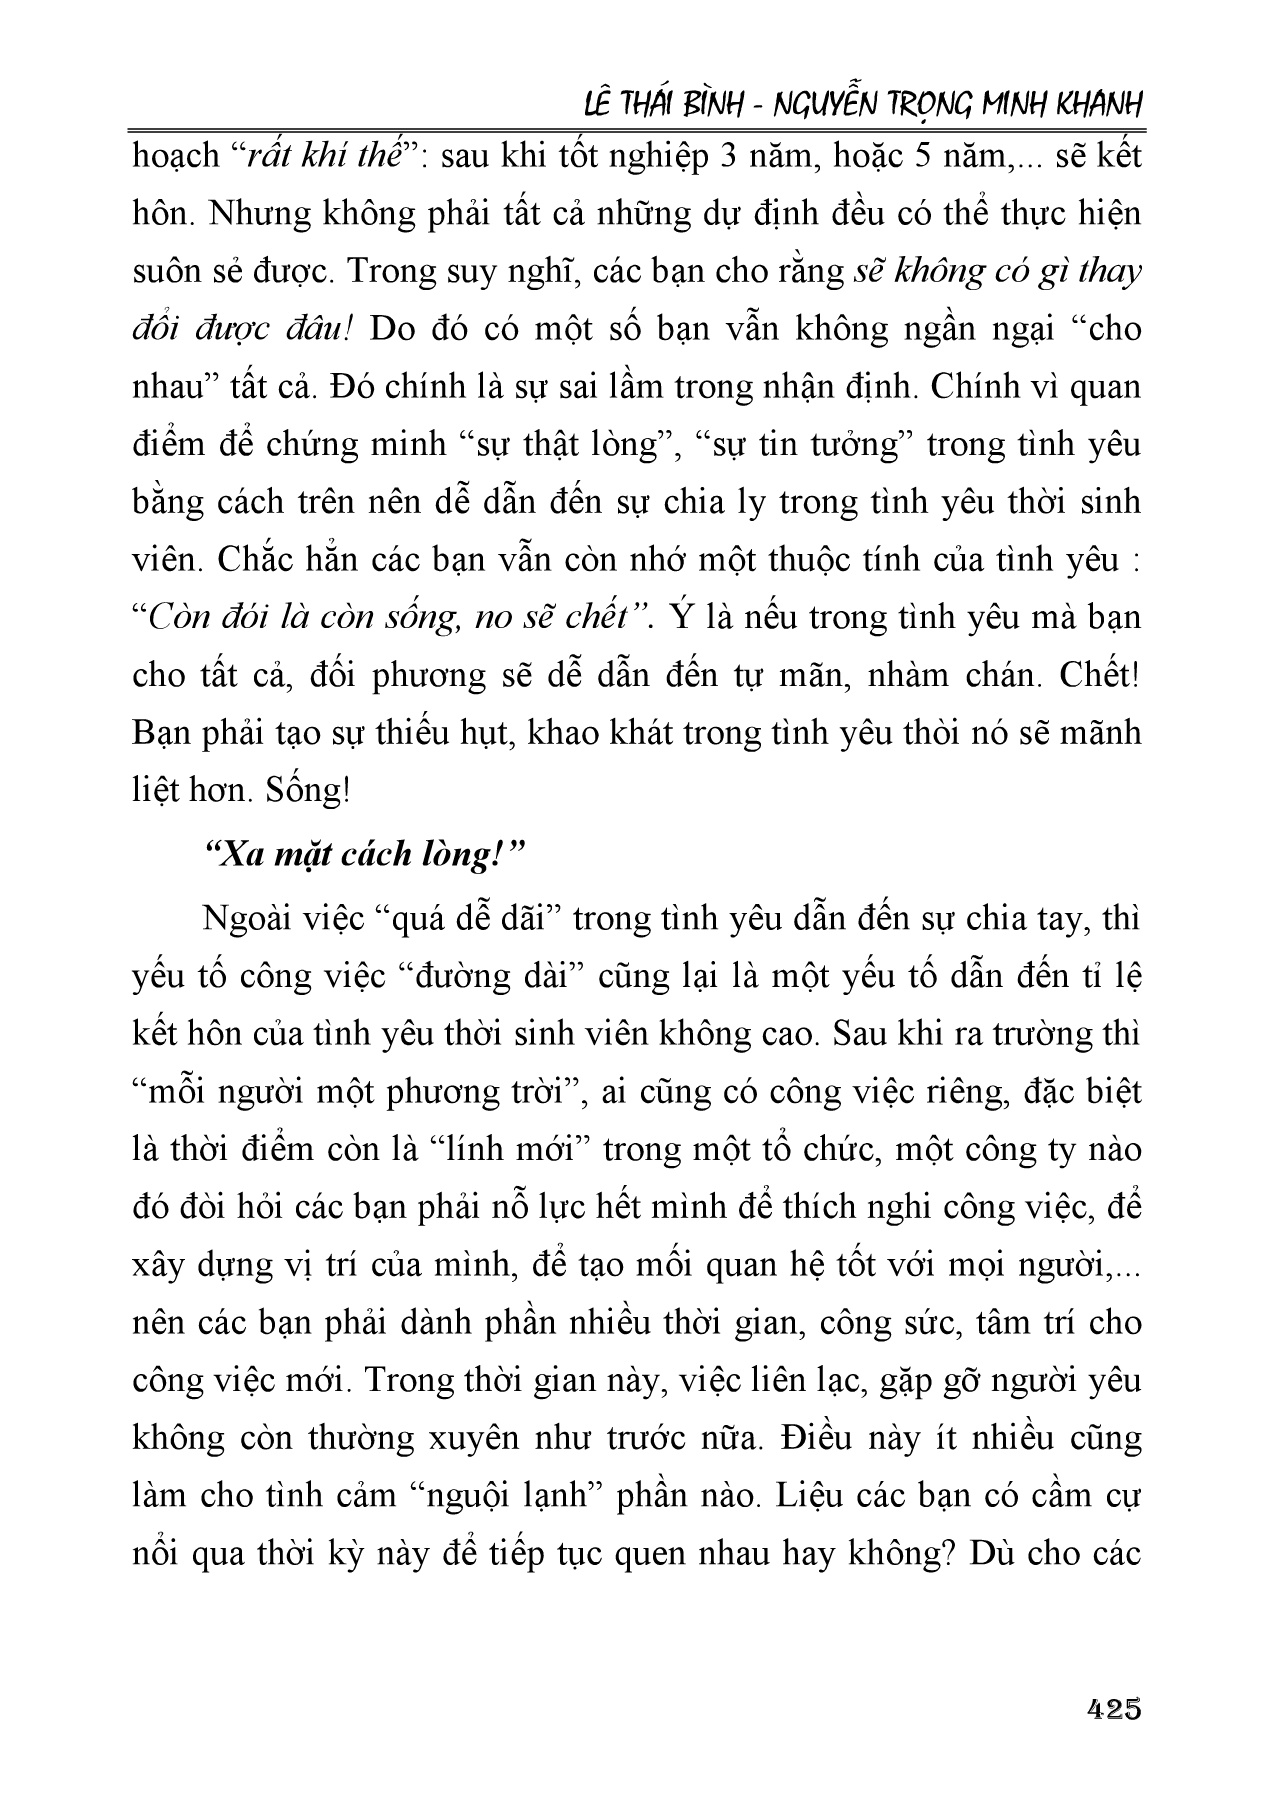 LÊ THÁI BÌNH - NGUYỄN TRỌNG MINH KHANH
hoạch “rất khí thế”: sau khi tốt nghiệp 3 năm, hoặc 5 năm,... sẽ kết
hôn. Nhưng không phải tất cả những dự định đều có thể thực hiện
suôn sẻ được. Trong suy nghĩ, các bạn cho rằng sẽ không có gì thay
đổi được đâu! Do đó có một số bạn vẫn không ngần ngại “cho
nhau” tất cả. Đó chính là sự sai lầm trong nhận định. Chính vì quan
điểm để chứng minh “sự thật lòng”, “sự tin tưởng” trong tình yêu
bằng cách trên nên dễ dẫn đến sự chia ly trong tình yêu thời sinh
viên. Chắc hẳn các bạn vẫn còn nhớ một thuộc tính của tình yêu :
“Còn đói là còn sống, no sẽ chết”. Ý là nếu trong tình yêu mà bạn
cho tất cả, đối phương sẽ dễ dẫn đến tự mãn, nhàm chán. Chết!
Bạn phải tạo sự thiếu hụt, khao khát trong tình yêu thòi nó sẽ mãnh
liệt hơn. Sống!
“Xa mặt cách lòng!”
Ngoài việc “quá dễ dãi” trong tình yêu dẫn đến sự chia tay, thì
yếu tố công việc “đường dài” cũng lại là một yếu tố dẫn đến tỉ lệ
kết hôn của tình yêu thời sinh viên không cao. Sau khi ra trường thì
“mỗi người một phương trời”, ai cũng có công việc riêng, đặc biệt
là thời điểm còn là “lính mới” trong một tổ chức, một công ty nào
đó đòi hỏi các bạn phải nỗ lực hết mình để thích nghi công việc, để
xây dựng vị trí của mình, để tạo mối quan hệ tốt với mọi người,...
nên các bạn phải dành phần nhiều thời gian, công sức, tâm trí cho
công việc mới. Trong thời gian này, việc liên lạc, gặp gỡ người yêu
không còn thường xuyên như trước nữa. Điều này ít nhiều cũng
làm cho tình cảm “nguội lạnh” phần nào. Liệu các bạn có cầm cự
nổi qua thời kỳ này để tiếp tục quen nhau hay không? Dù cho các
425